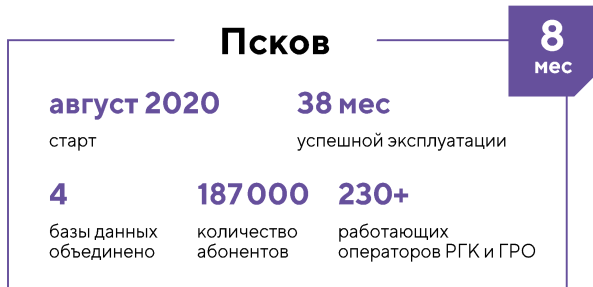 Псков
8
мес
август 2020
старт
38 мес
успешной эксплуатации
4
базы данных
объединено
187 000
количество
абонентов
230+
работающих
операторов РГК и ГРО